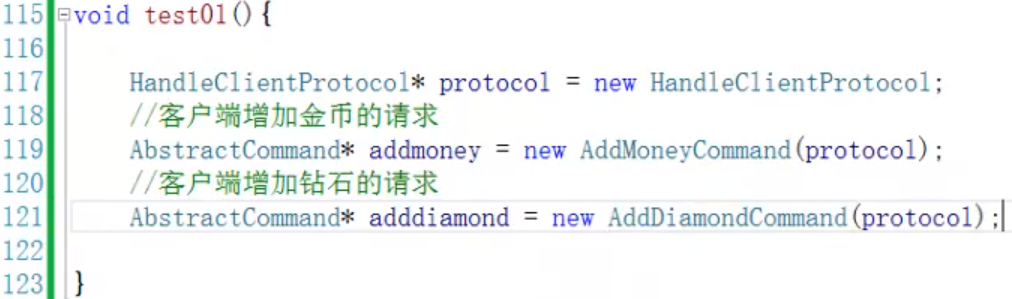 115 void test01(){
116
117 HandleClientProtocol* protocol = new HandleClientProtocol;
118 //客户端增加金币的请求
119 AbstractCommand* addmoney = new AddMoneyCommand(protocol);
120 //客户端增加钻石的请求
121 AbstractCommand* adddiamond = new AddDiamondCommand(protocol);
122
123 }